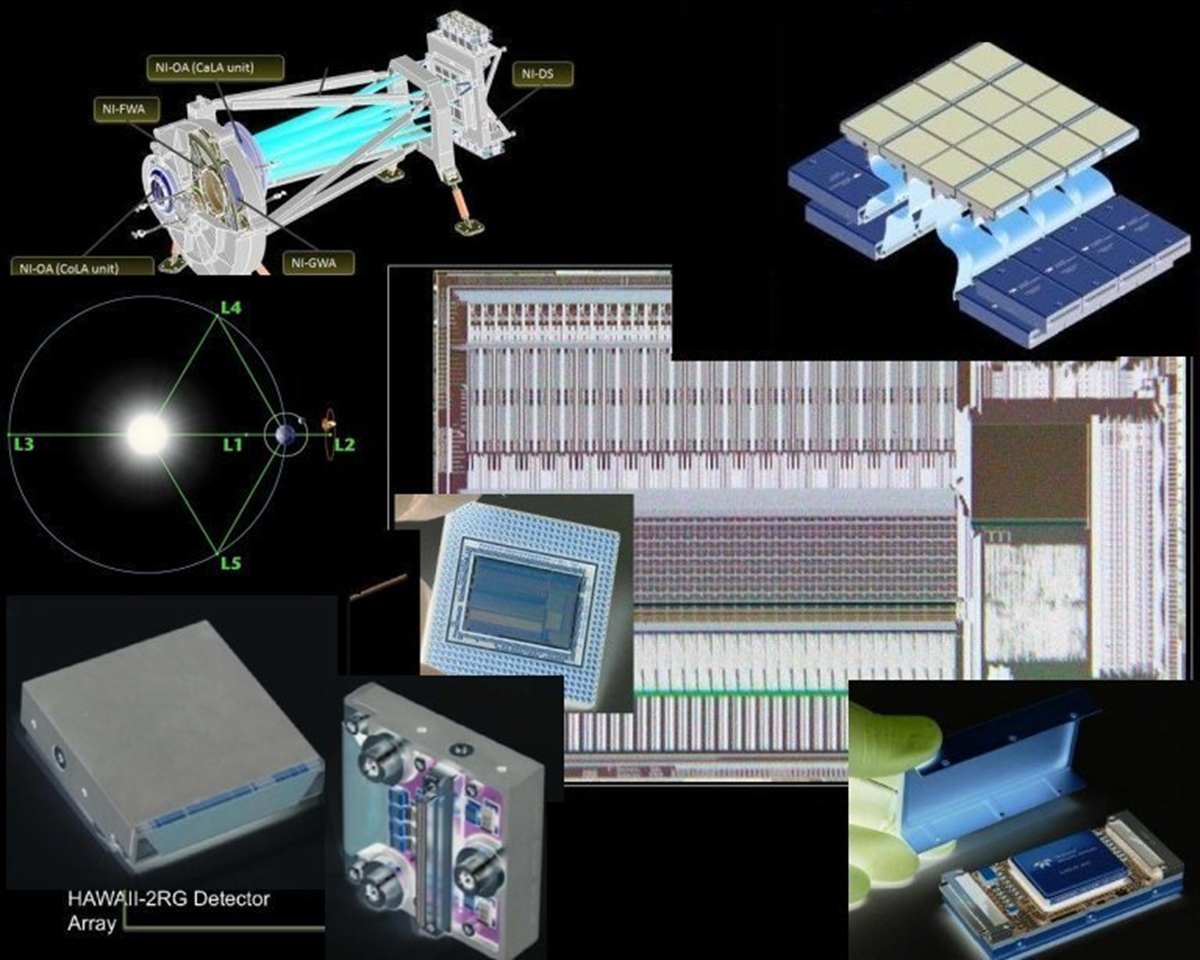 NI-OA (CaLA unit)
NI-DS
NI-FWA
NI-OA (CoLA unit)
NI-GWA
L4
L3
L1
L2
L5
HAWAII-2RG Detector
Array